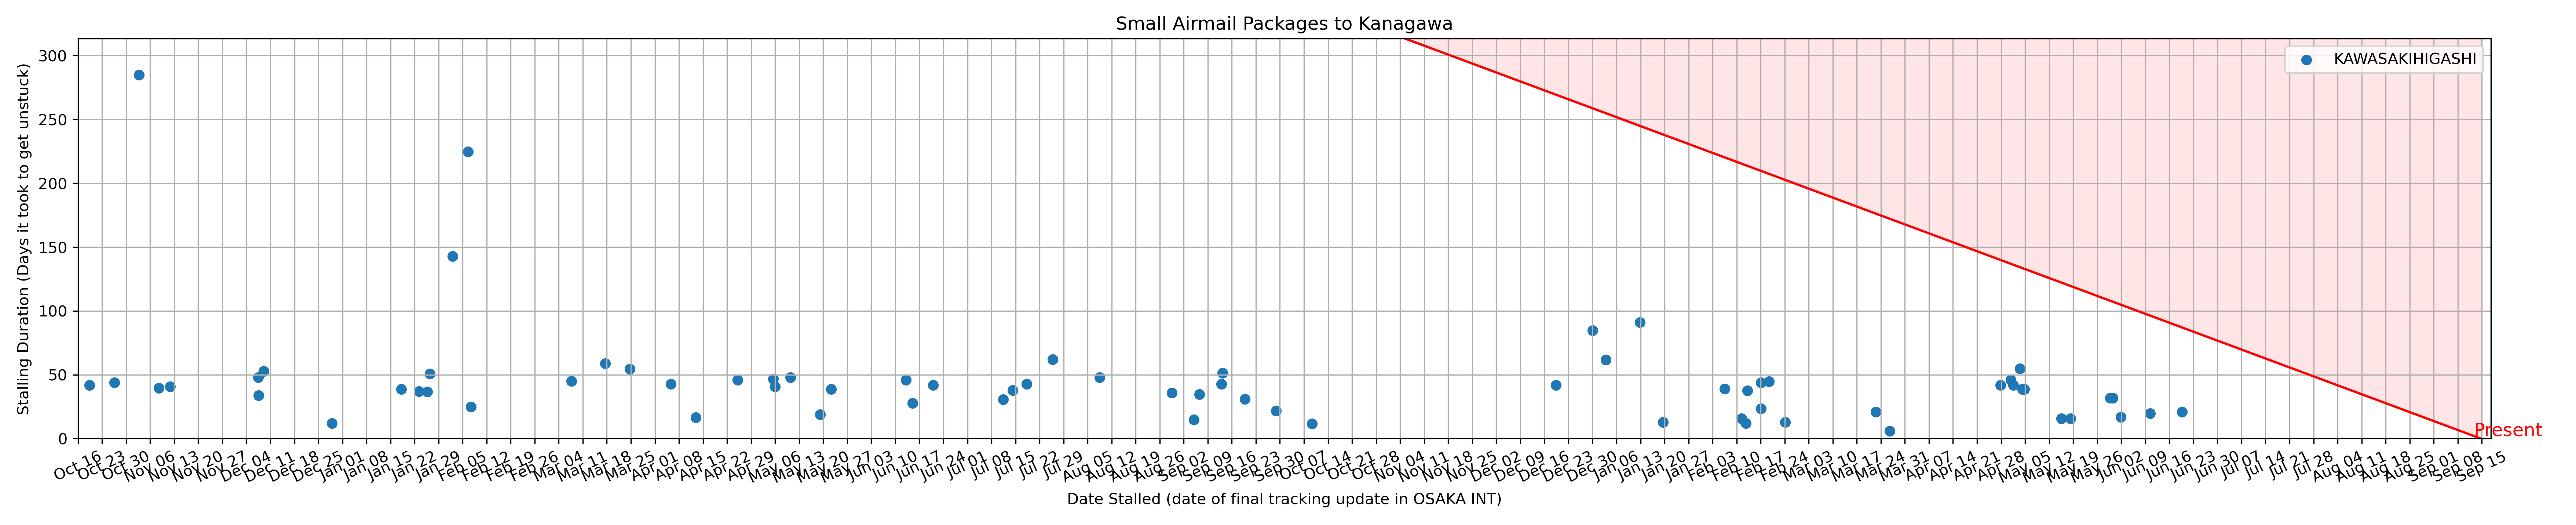 Small Airmail Packages to Kanagawa
KAWASAKIHIGASHI
Stalling Duration (Days it took to get unstuck)
300
250
200
150
100
50
0
Present
Oct 16 Oct 23 Oct 30 Nov 06 Nov 13 Nov 20 Nov 27 Dec 04 Dec 11 Dec 18 Dec 25 Jan 01 Jan 08 Jan 15 Jan 22 Jan 29 Feb 05 Feb 12 Feb 19 Feb 26 Mar 04 Mar 11 Mar 18 Mar 25 Apr 01 Apr 08 Apr 15 Apr 22 Apr 29 May 06 May 13 May 20 May 27 Jun 03 Jun 10 Jun 17 Jun 24 Jul 01 Jul 08 Jul 15 Jul 22 Jul 29 Aug 05 Aug 12 Aug 19 Aug 26 Sep 02 Sep 09 Sep 16 Sep 23 Sep 30 Oct 07 Oct 14 Oct 21 Oct 28 Nov 04 Nov 11 Nov 18 Nov 25 Dec 02 Dec 09 Dec 16 Dec 23 Dec 30 Jan 06 Jan 13 Jan 20 Jan 27 Feb 03 Feb 10 Feb 17 Feb 24 Mar 03 Mar 10 Mar 17 Mar 24 Mar 31 Apr 07 Apr 14 Apr 21 Apr 28 May 05 May 12 May 19 May 26 Jun 02 Jun 09 Jun 16 Jun 23 Jun 30 Jul 07 Jul 14 Jul 21 Jul 28 Aug 04 Aug 11 Aug 18 Aug 25 Sep 01 Sep 08 Sep 15
Date Stalled (date of final tracking update in OSAKA INT)